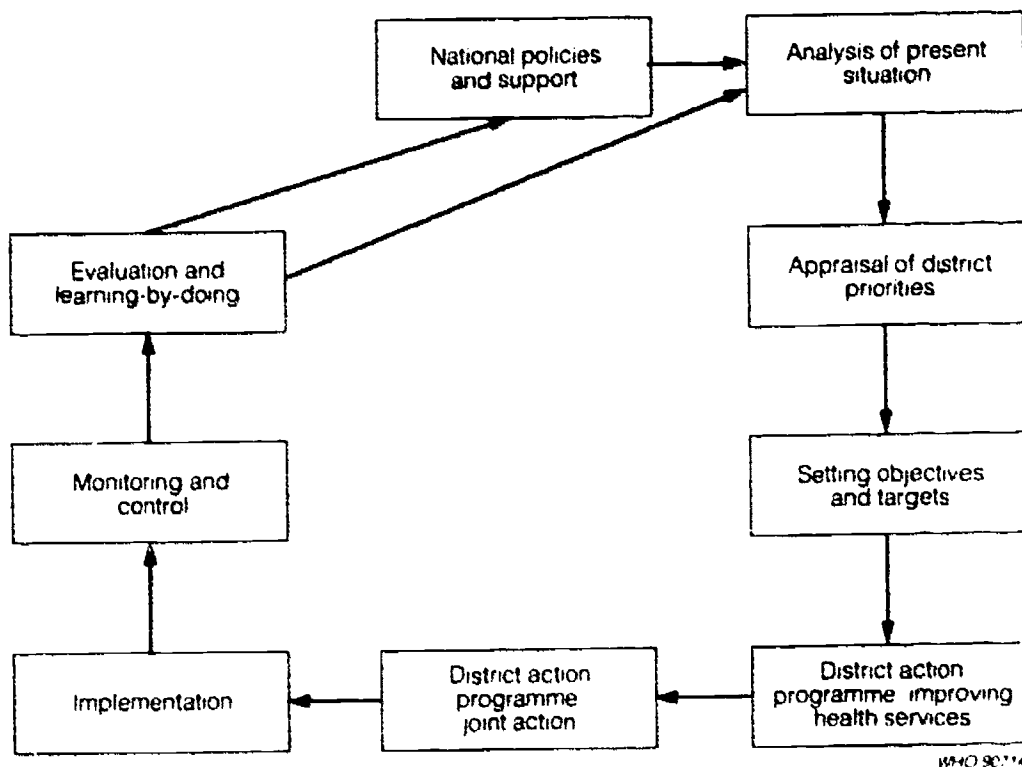 National policies
and support
Analysis of present
situation
Evaluation and
learning-by-doing
Appraisal of district
priorities
Monitoring and
control
Setting objectives
and targets
Implementation
District action
programme
joint action
District action
programme improving
health services
WHO